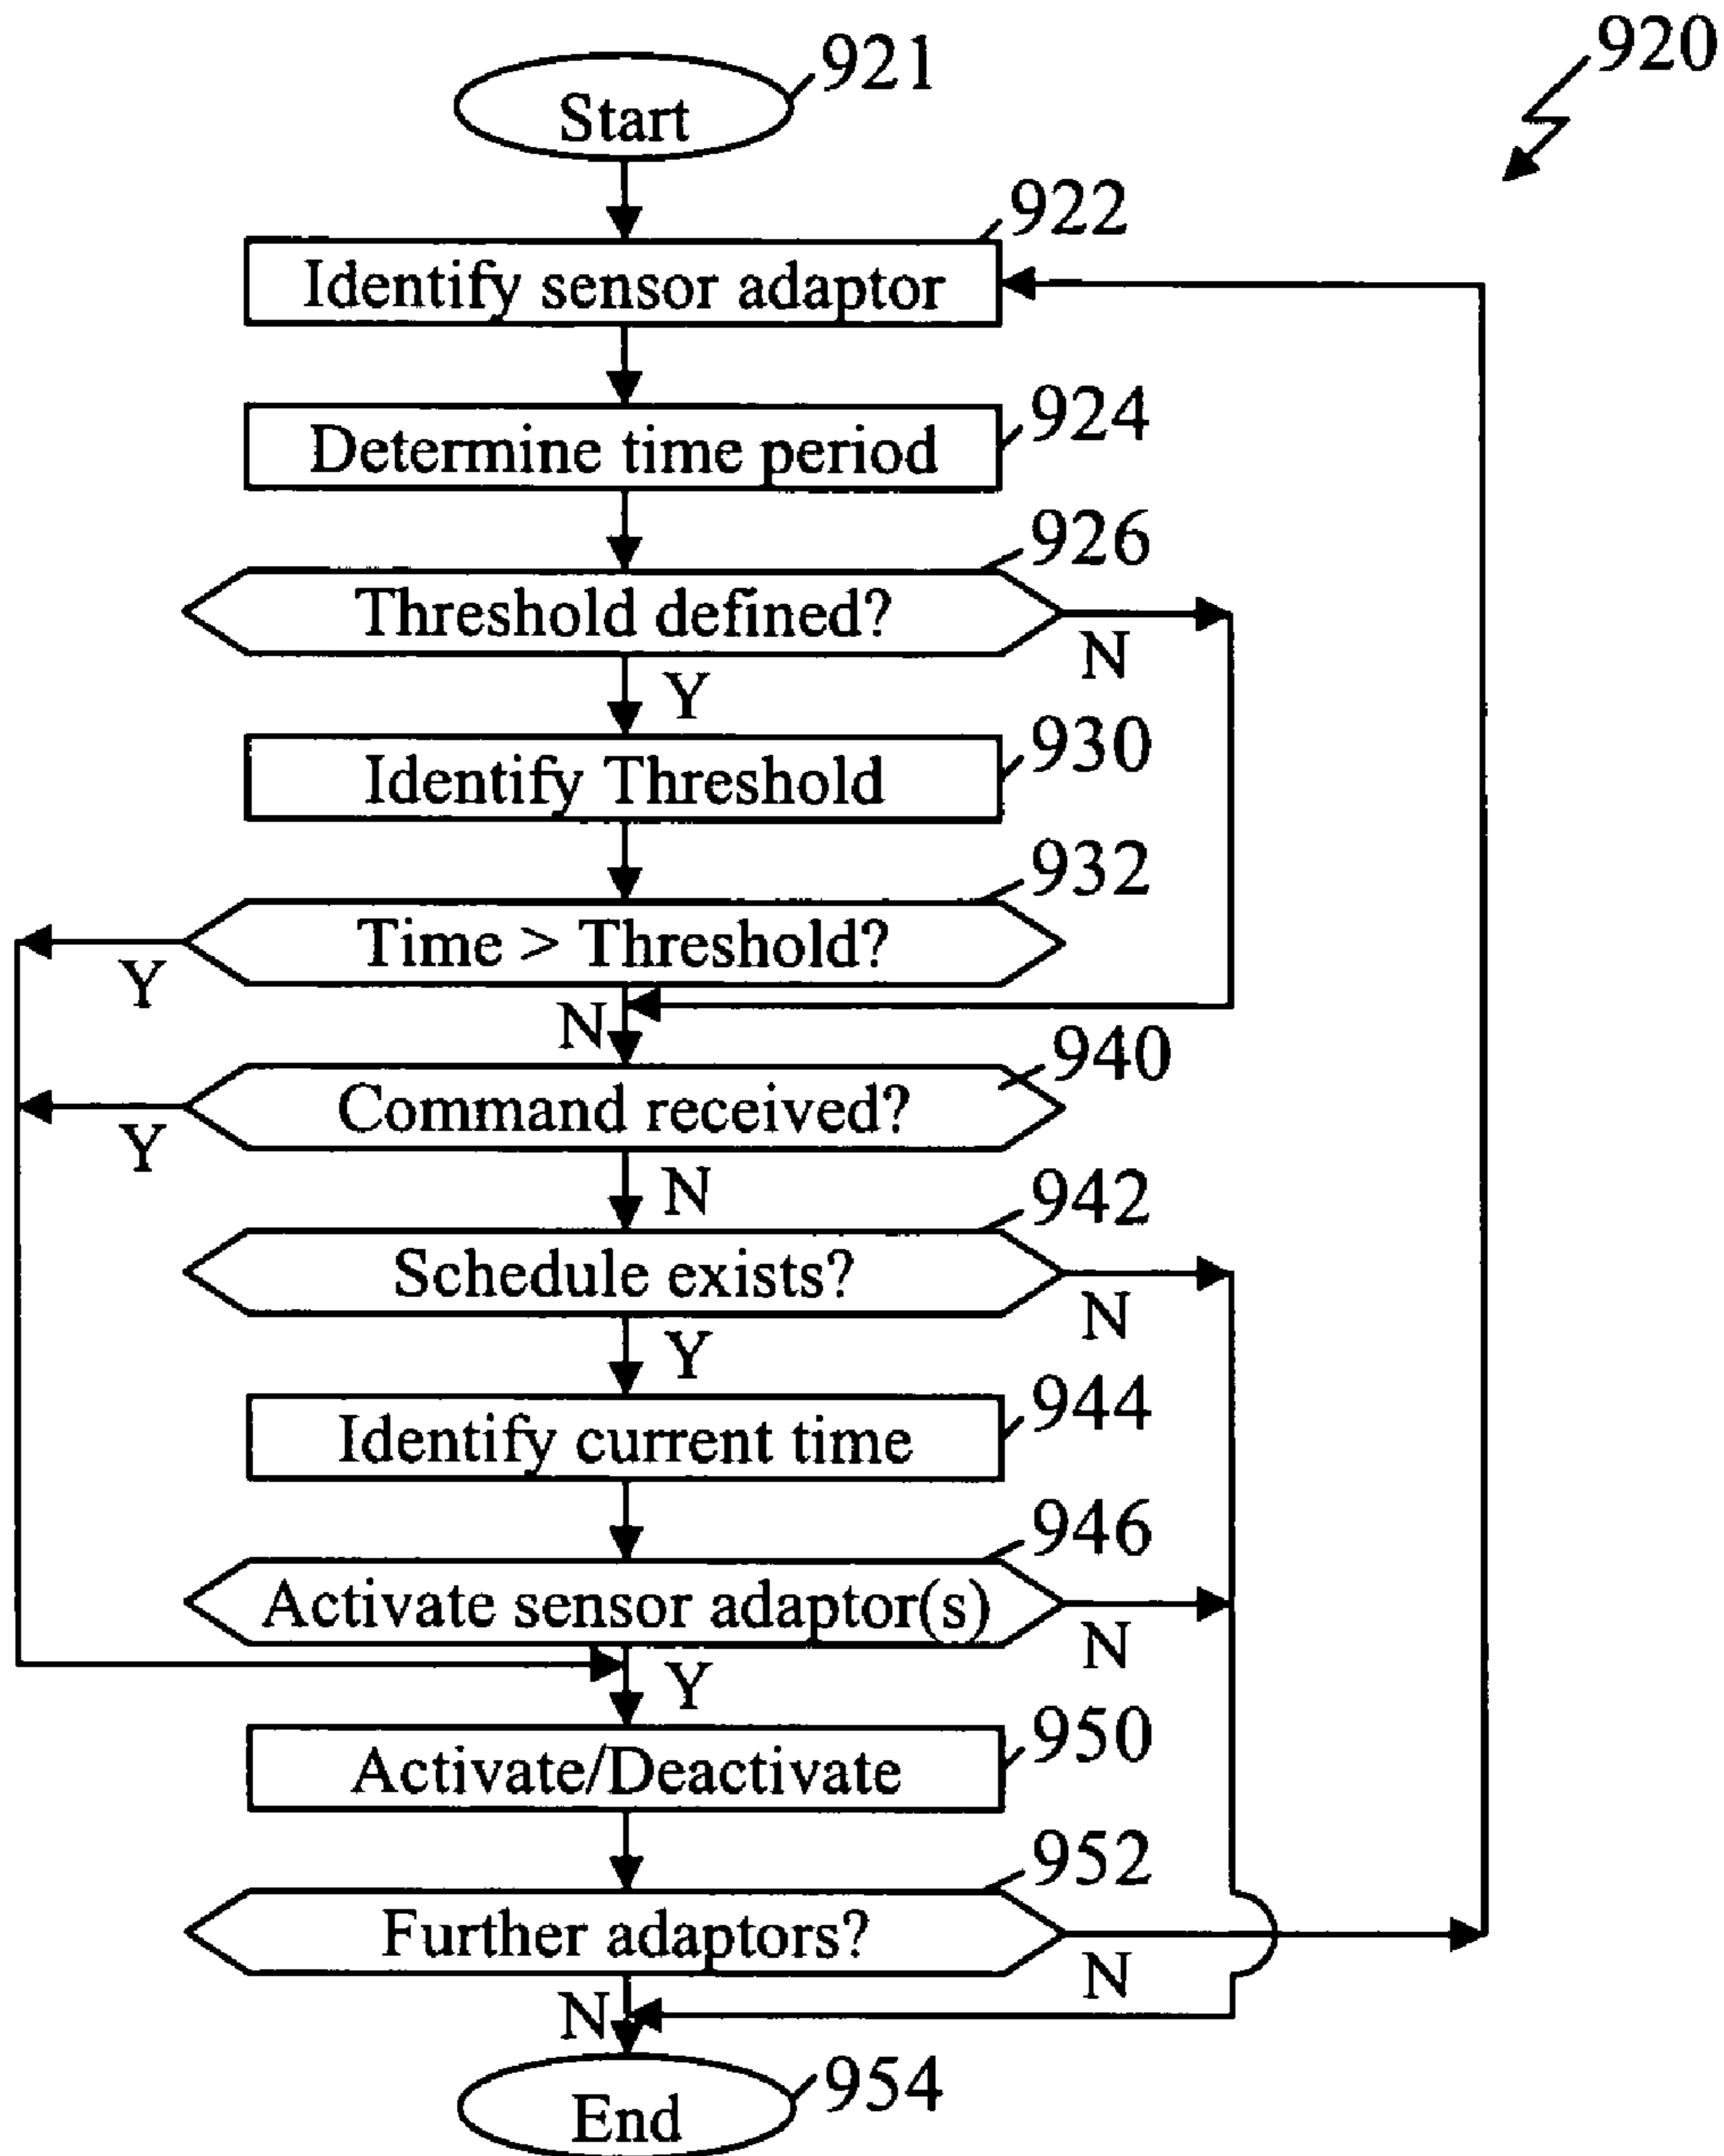 920
921
Start
922
Identify sensor adaptor
924
Determine time period
926
Threshold defined?
N
Y
930
Identify Threshold
932
Time > Threshold?
Y
N
940
Command received?
Y
N
942
Schedule exists?
N
Y
944
Identify current time
946
Activate sensor adaptor(s)
N
Y
950
Activate/Deactivate
952
Further adaptors?
N
N
954
End